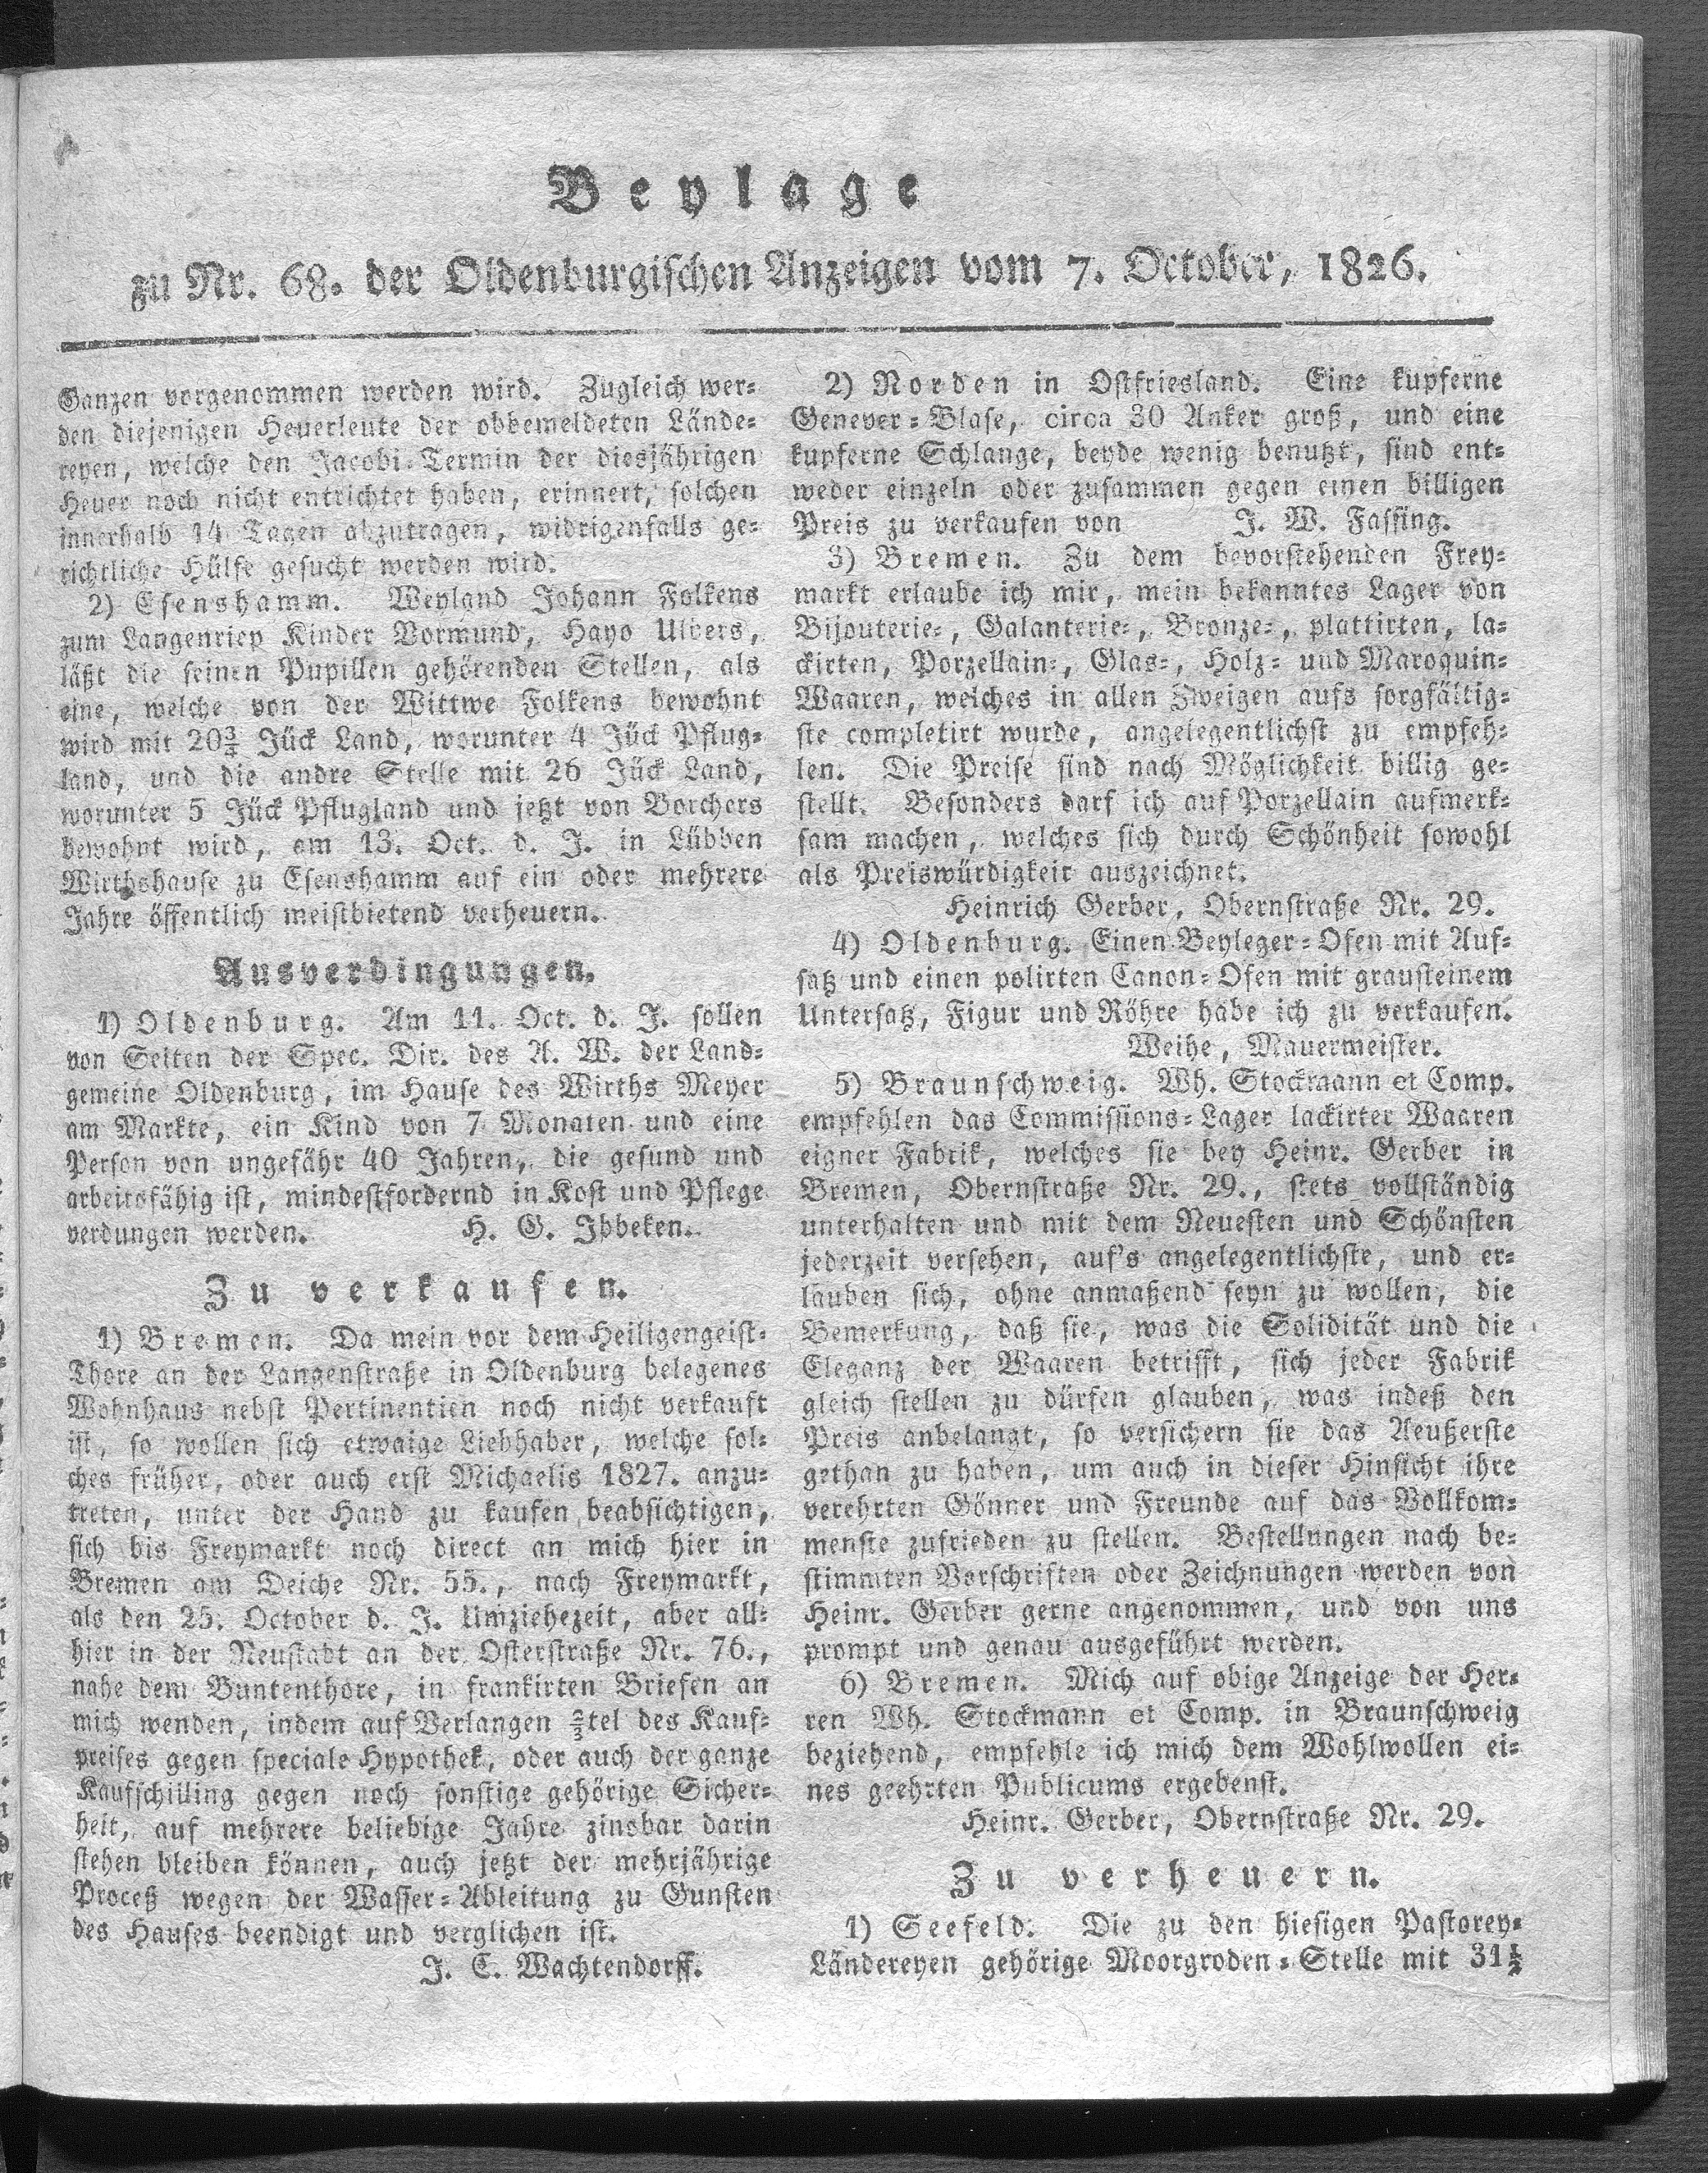 Beylage
zu Nr. 68. der Oldenburgischen Anzeigen vom 7. October, 1826.
Ganzen vorgenommen werden wird. Zugleich wer-
den diejenigen Heuerleute der obbemeldeten Lände-
reyen, welche den Jacobi-Termin der diesjährigen
Heuer noch nicht entrichtet haben, erinnert, solchen
innerhalb 14 Tagen abzutragen, widrigenfalls ge-
richtliche Hülfe gesucht werden wird.
2) Esenshamm. Weyland Johann Folkens
zum Langenriep Kinder Vormund, Hayo Ulbers,
läßt die seinen Pupillen gehörenden Stellen, als
eine, welche von der Wittwe Folkens bewohnt
wird mit 20¾ Jück Land, worunter 4 Jück Pflug-
land, und die andre Stelle mit 26 Jück Land,
worunter 5 Jück Pflugland und jetzt von Borchers
bewohnt wird, am 13. Oct. d. J. in Lübben
Wirthshause zu Esenshamm auf ein oder mehrere
Jahre öffentlich meistbietend verheuern.
Ausverdingungen.
1) Oldenburg. Am 11. Oct. d. J. sollen
von Seiten der Spec. Dir. des A. W. der Land-
gemeine Oldenburg, im Hause des Wirths Meyer
am Markte, ein Kind von 7 Monaten und eine
Person von ungefähr 40 Jahren, die gesund und
arbeitsfähig ist, mindestfordernd in Kost und Pflege
verdungen werden. H. G. Ibbeken.
Zu verkaufen.
1) Bremen. Da mein vor dem Heiligengeist-
Thore an der Langenstraße in Oldenburg belegenes
Wohnhaus nebst Pertinentien noch nicht verkauft
ist, so wollen sich etwaige Liebhaber, welche sol-
ches früher, oder auch erst Michaelis 1827. anzu-
treten, unter der Hand zu kaufen beabsichtigen,
sich bis Freymarkt noch direct an mich hier in
Bremen am Deiche Nr. 55., nach Freymarkt,
als den 25. October d. J. Umziehezeit, aber all-
hier in der Neustadt an der Osterstraße Nr. 76.,
nahe dem Buntenthore, in frankirten Briefen an
mich wenden, indem auf Verlangen ⅔tel des Kauf-
preises gegen speciale Hypothek, oder auch der ganze
Kaufschilling gegen noch sonstige gehörige Sicher-
heit, auf mehrere beliebige Jahre zinsbar darin
stehen bleiben können, auch jetzt der mehrjährige
Proceß wegen der Wasser-Ableitung zu Gunsten
des Hauses beendigt und verglichen ist.
J. C. Wachtendorff.
2) Norden in Ostfriesland. Eine kupferne
Genever-Blase, circa 30 Anker groß, und eine
kupferne Schlange, beyde wenig benutzt, sind ent-
weder einzeln oder zusammen gegen einen billigen
Preis zu verkaufen von J. W. Fassing.
3) Bremen. Zu dem bevorstehenden Frey-
markt erlaube ich mir, mein bekanntes Lager von
Bijouterie-, Galanterie-, Bronze-, plattirten, la-
ckirten, Porzellain-, Glas-, Holz- und Maroquin-
Waaren, welches in allen Zweigen aufs sorgfältig-
ste completirt wurde, angelegentlichst zu empfeh-
len. Die Preise sind nach Möglichkeit billig ge-
stellt. Besonders darf ich auf Porzellain aufmerk-
sam machen, welches sich durch Schönheit sowohl
als Preiswürdigkeit auszeichnet.
Heinrich Gerber, Obernstraße Nr. 29.
4) Oldenburg. Einen Beyleger-Ofen mit Auf-
satz und einen polirten Canon-Ofen mit grausteinem
Untersatz, Figur und Röhre habe ich zu verkaufen.
Weihe, Mauermeister.
5) Braunschweig. Wh. Stockmann et Comp.
empfehlen das Commissions-Lager lackirter Waaren
eigner Fabrik, welches sie bey Heinr. Gerber in
Bremen, Obernstraße Nr. 29., stets vollständig
unterhalten und mit dem Neuesten und Schönsten
jederzeit versehen, auf's angelegentlichste, und er-
lauben sich, ohne anmaßend seyn zu wollen, die
Bemerkung, daß sie, was die Solidität und die
Eleganz der Waaren betrifft, sich jeder Fabrik
gleich stellen zu dürfen glauben, was indeß den
Preis anbelangt, so versichern sie das Aeußerste
gethan zu haben, um auch in dieser Hinsicht ihre
verehrten Gönner und Freunde auf das Vollkom-
menste zufrieden zu stellen. Bestellungen nach be-
stimmten Vorschriften oder Zeichnungen werden von
Heinr. Gerber gerne angenommen, und von uns
prompt und genau ausgeführt werden.
6) Bremen. Mich auf obige Anzeige der Her-
ren Wh. Stockmann et Comp. in Braunschweig
beziehend, empfehle ich mich dem Wohlwollen ei-
nes geehrten Publicums ergebenst.
Heinr. Gerber, Obernstraße Nr. 29.
Zu verheuern.
1) Seefeld. Die zu den hiesigen Pastorey-
Ländereyen gehörige Moorgroden-Stelle mit 31½